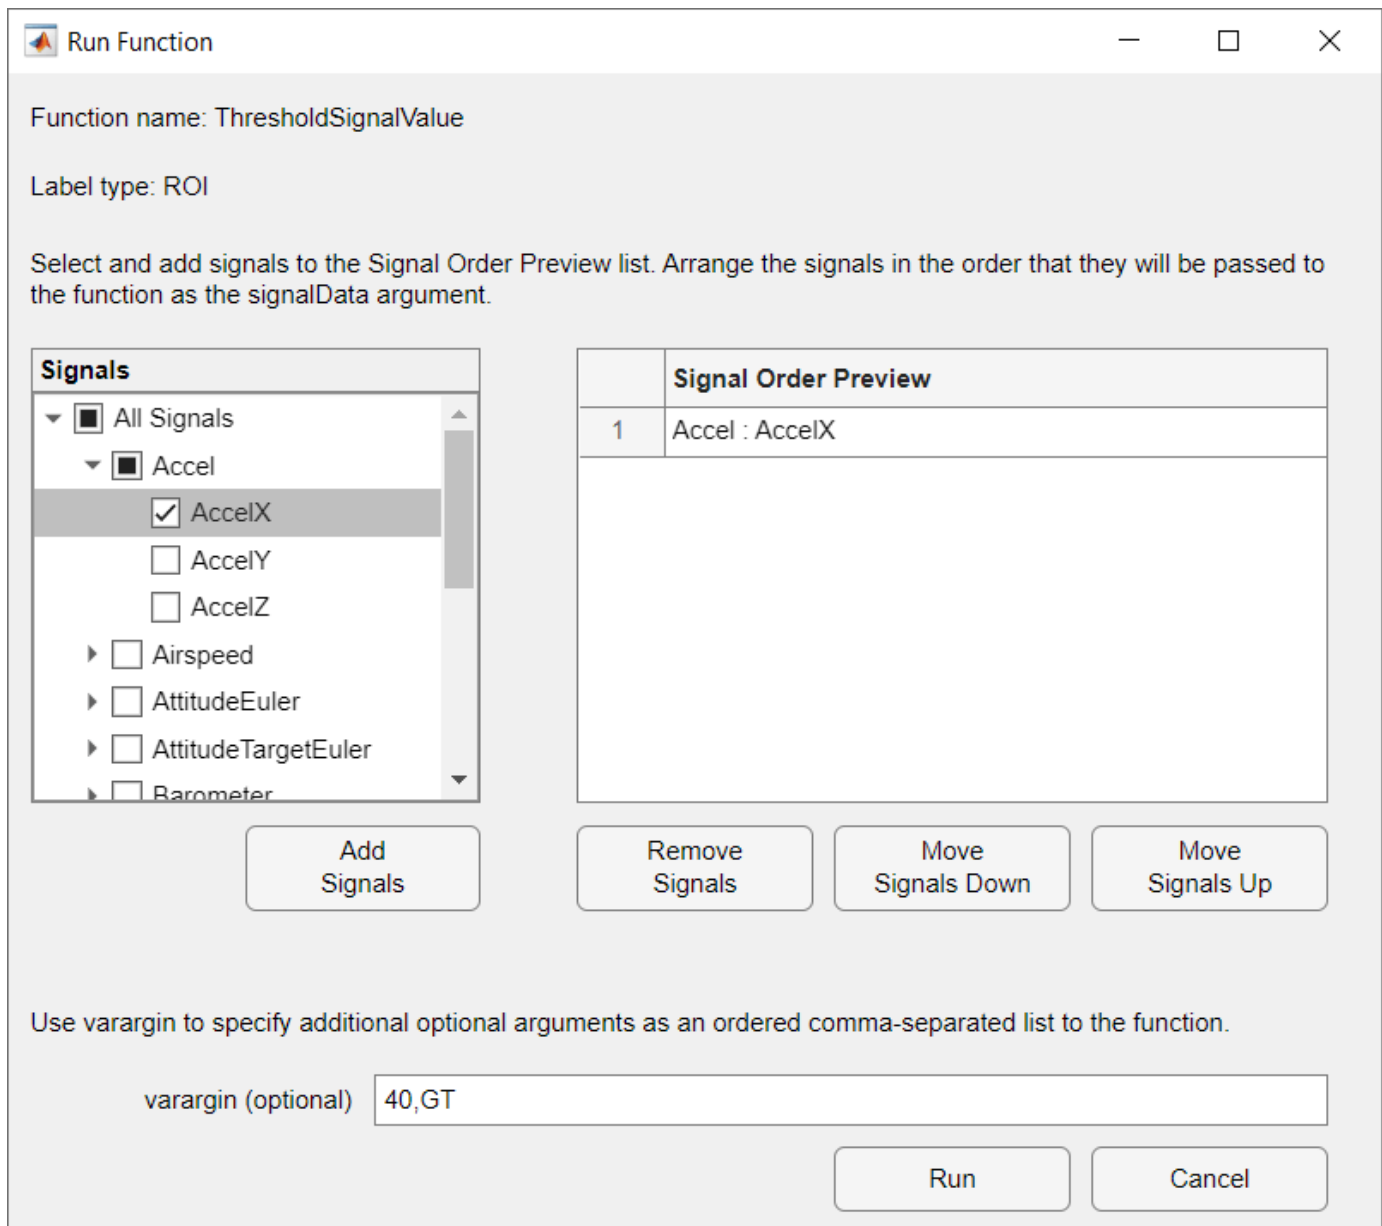 Run Function
Function name: ThresholdSignalValue
Label type: ROI
Select and add signals to the Signal Order Preview list. Arrange the signals in the order that they will be passed to
the function as the signalData argument.
Signals
All Signals
Accel
AccelX
AccelY
AccelZ
Airspeed
AttitudeEuler
AttitudeTargetEuler
Barometer
Signal Order Preview
1 Accel : AccelX
Add
Signals
Remove
Signals
Move
Signals Down
Move
Signals Up
Use varargin to specify additional optional arguments as an ordered comma-separated list to the function.
varargin (optional) 40,GT
Run
Cancel